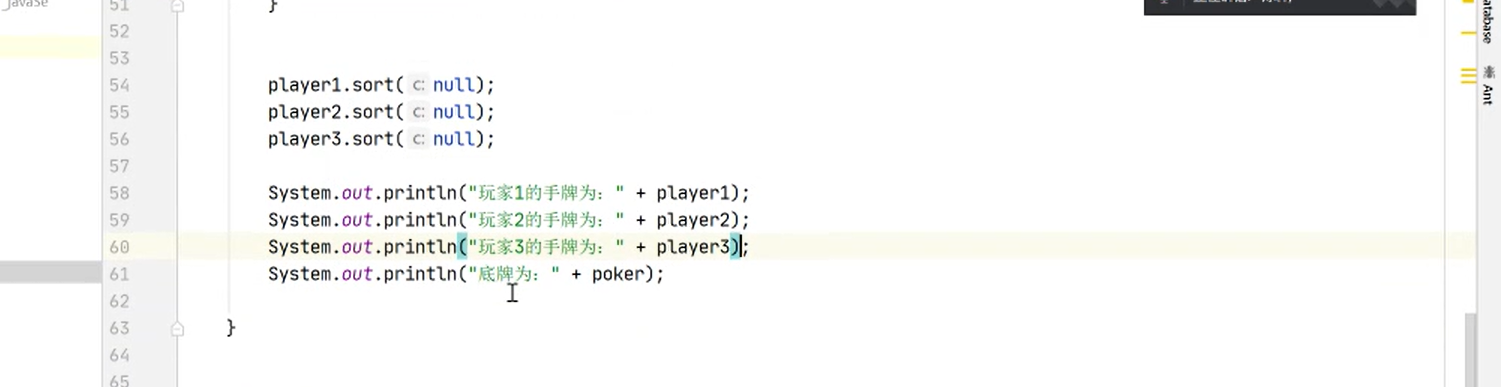 javaSe
51 }
52
53
54 player1.sort( c: null);
55 player2.sort( c: null);
56 player3.sort( c: null);
57
58 System.out.println("玩家1的手牌为：" + player1);
59 System.out.println("玩家2的手牌为：" + player2);
60 System.out.println("玩家3的手牌为：" + player3);
61 System.out.println("底牌为：" + poker);
62
63 }
64
65
atabase
Ant